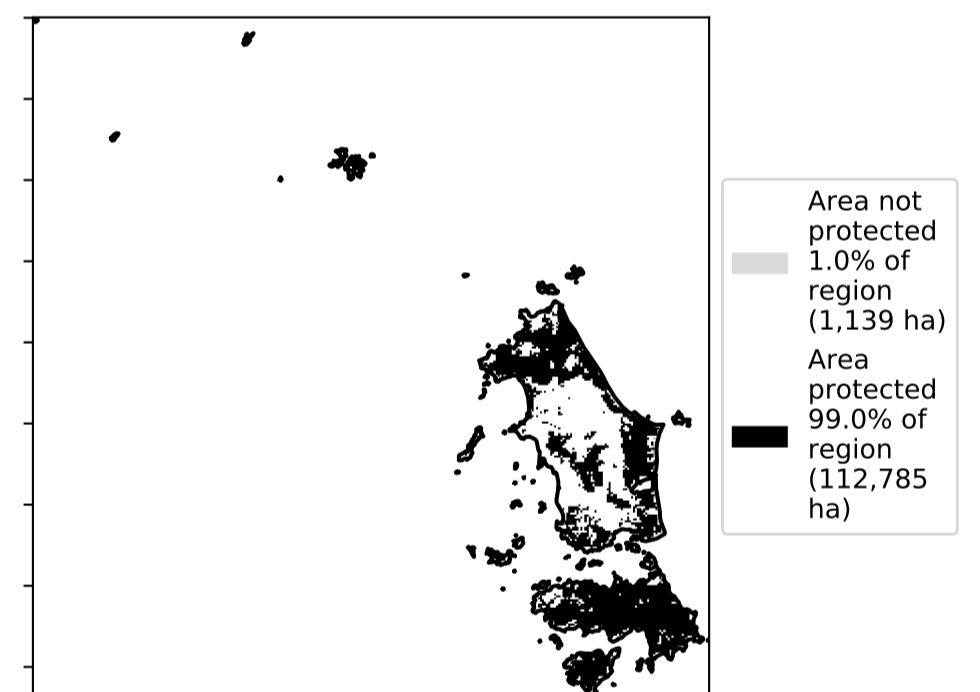 Area not
protected
1.0% of
region
(1,139 ha)
Area
protected
99.0% of
region
(112,785
ha)